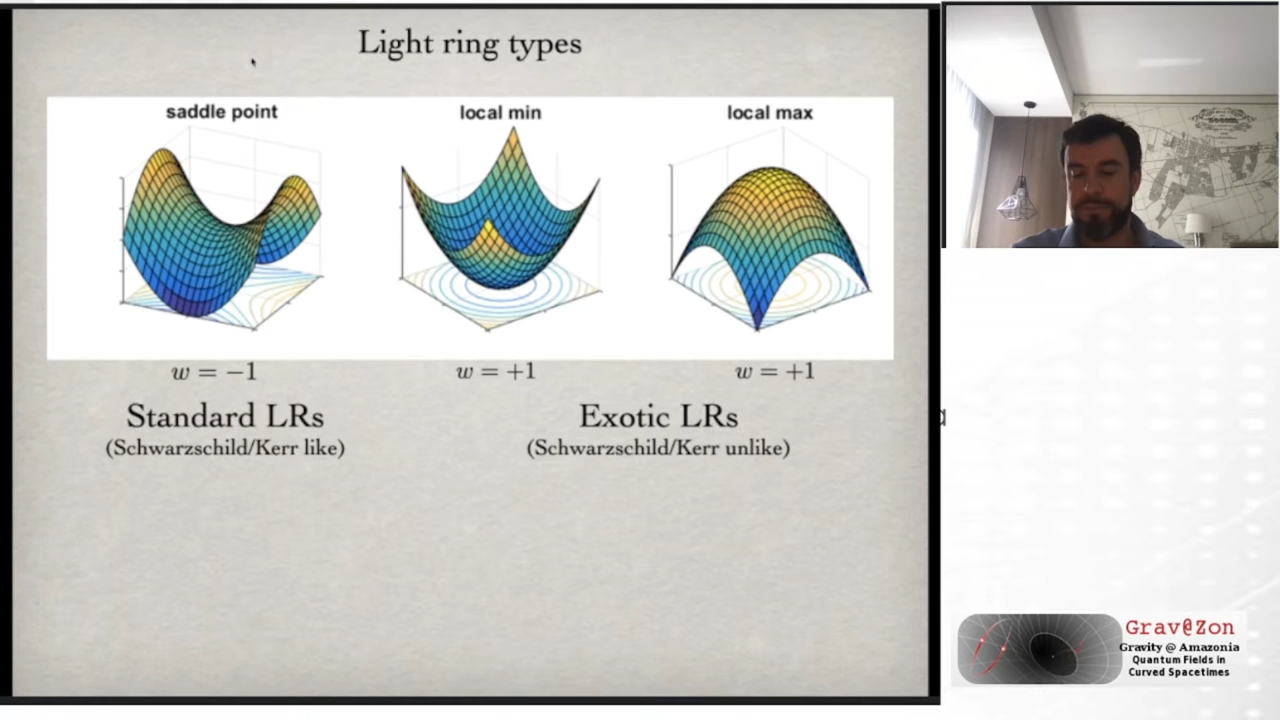 Light ring types
saddle point
local min
local max
w = −1
w = +1
w = +1
Standard LRs
Exotic LRs
(Schwarzschild/Kerr like)
(Schwarzschild/Kerr unlike)
Grav@Zon
Gravity @ Amazonia
Quantum Fields in
Curved Spacetimes